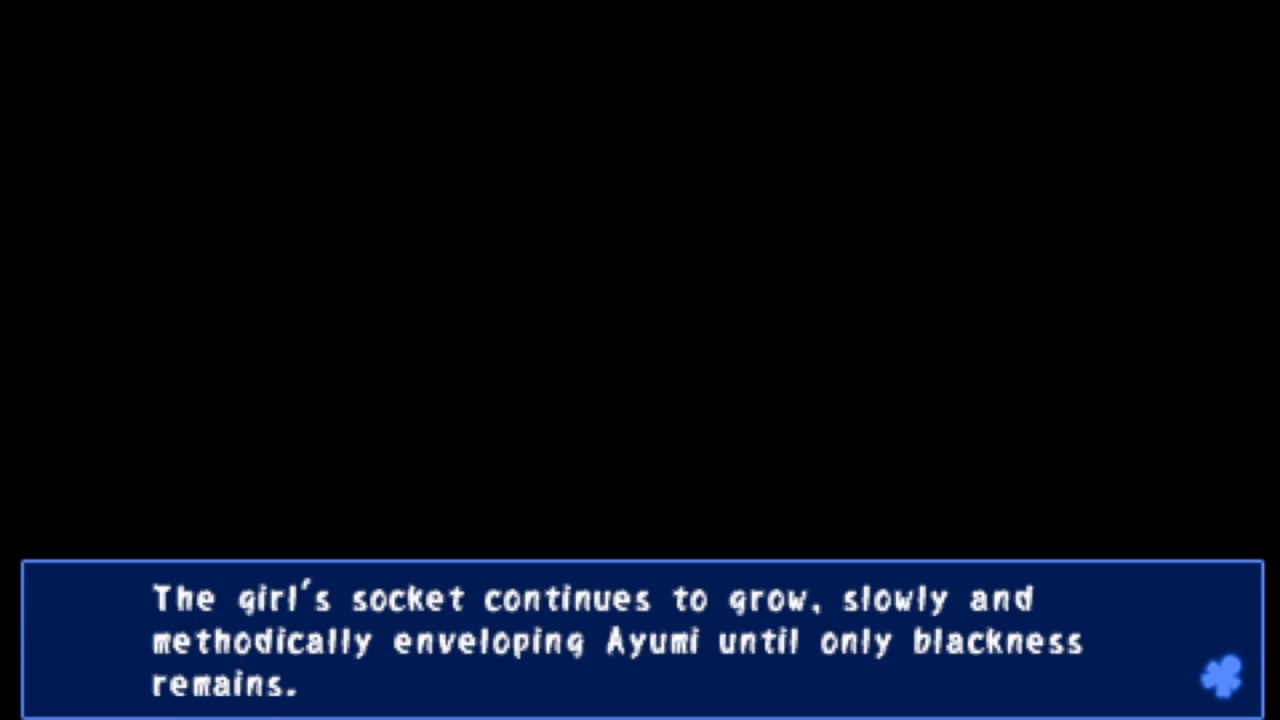 The girl's socket continues to grow, slowly and
methodically enveloping Ayumi until only blackness
remains.